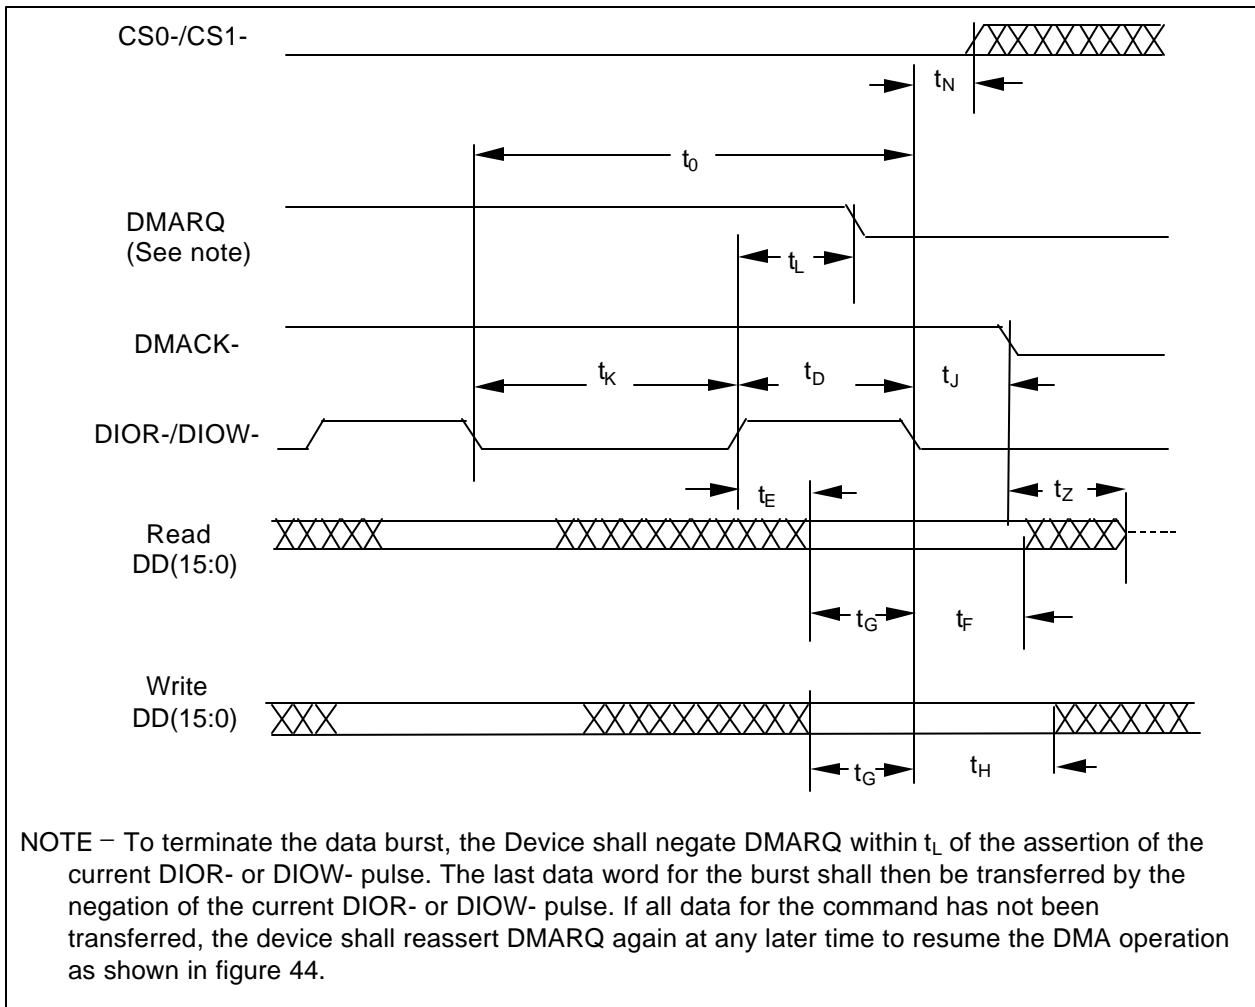 CS0-/CS1-
tN
t0
DMARQ
(See note)
tL
DMACK-
tK
tD
tJ
DIOR-/DIOW-
tE
tZ
Read
DD(15:0)
tG
tF
Write
DD(15:0)
tG
tH
NOTE – To terminate the data burst, the Device shall negate DMARQ within tL of the assertion of the
current DIOR- or DIOW- pulse. The last data word for the burst shall then be transferred by the
negation of the current DIOR- or DIOW- pulse. If all data for the command has not been
transferred, the device shall reassert DMARQ again at any later time to resume the DMA operation
as shown in figure 44.